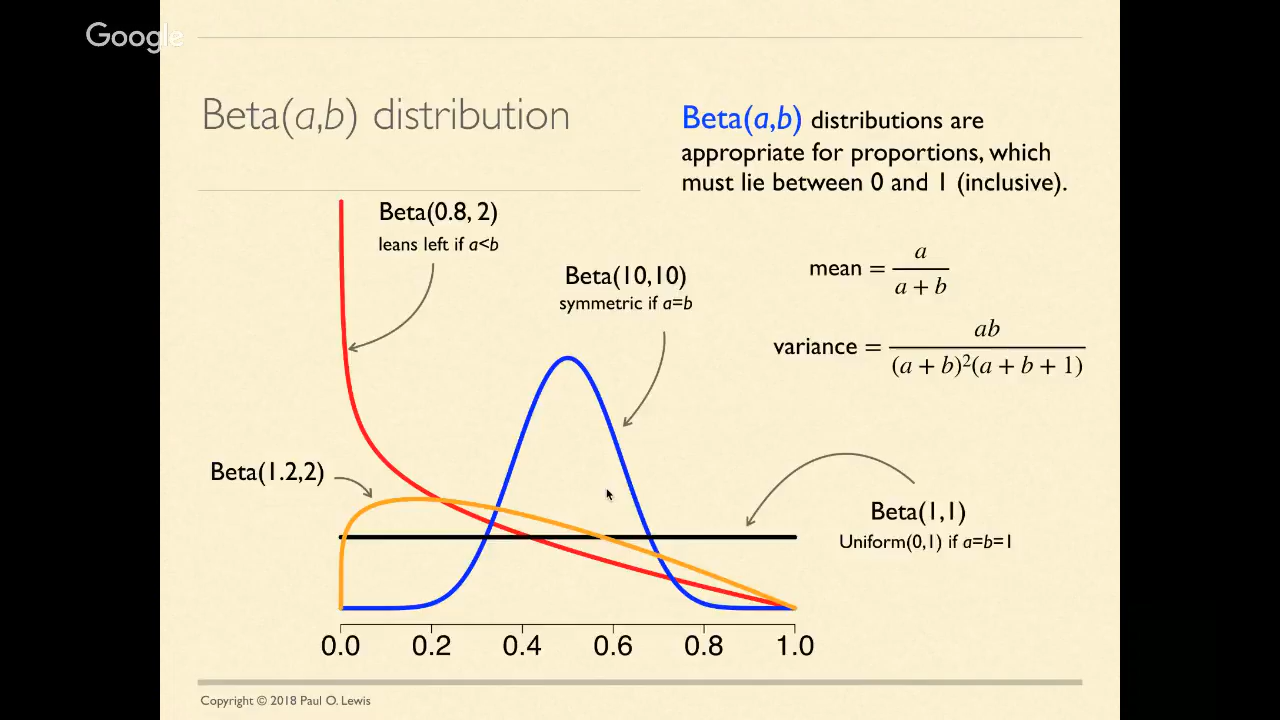 Google
Beta(a,b) distribution
Beta(a,b) distributions are
appropriate for proportions, which
must lie between 0 and 1 (inclusive).
Beta(0.8, 2)
leans left if a<b
Beta(10,10)
symmetric if a=b
mean = a / (a + b)
variance = ab / ((a + b)²(a + b + 1))
Beta(1.2,2)
Beta(1,1)
Uniform(0,1) if a=b=1
0.0 0.2 0.4 0.6 0.8 1.0
Copyright © 2018 Paul O. Lewis